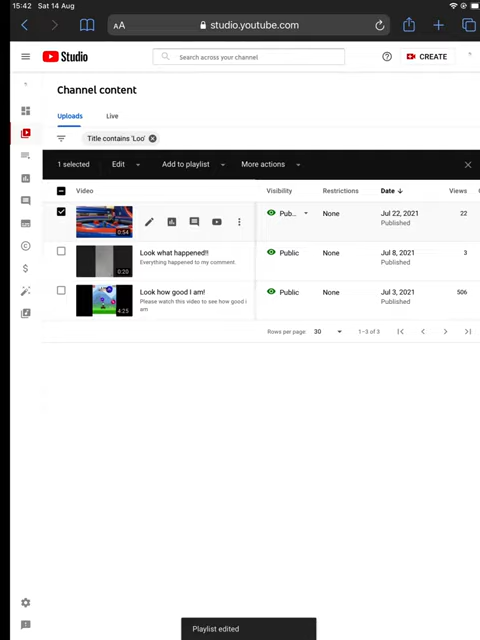 15:42 Sat 14 Aug
AA studio.youtube.com
Studio Search across your channel CREATE
Channel content
Uploads Live
Title contains 'Loo'
1 selected Edit Add to playlist More actions
Video Visibility Restrictions Date Views
0:54 Pub... None Jul 22, 2021 22
Published
Look what happened!! Public None Jul 8, 2021 3
Everything happened to my comment. Published
0:20
Look how good I am! Public None Jul 3, 2021 506
Please watch this video to see how good i Published
am
4:25
Rows per page: 30 1–3 of 3
Playlist edited